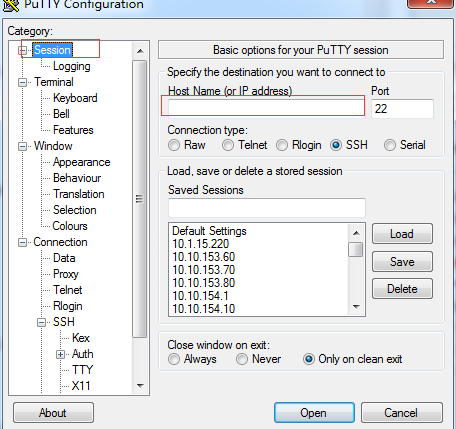 PuTTY Configuration
Category:
Session
Logging
Terminal
Keyboard
Bell
Features
Window
Appearance
Behaviour
Translation
Selection
Colours
Connection
Data
Proxy
Telnet
Rlogin
SSH
Kex
Auth
TTY
X11
Basic options for your PuTTY session
Specify the destination you want to connect to
Host Name (or IP address) Port
22
Connection type:
Raw Telnet Rlogin SSH Serial
Load, save or delete a stored session
Saved Sessions
Default Settings
10.1.15.220
10.10.153.60
10.10.153.70
10.10.153.80
10.10.154.1
10.10.154.10
Load
Save
Delete
Close window on exit:
Always Never Only on clean exit
About Open Cancel